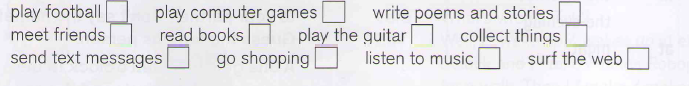 play football play computer games write poems and stories
meet friends read books play the guitar collect things
send text messages go shopping listen to music surf the web